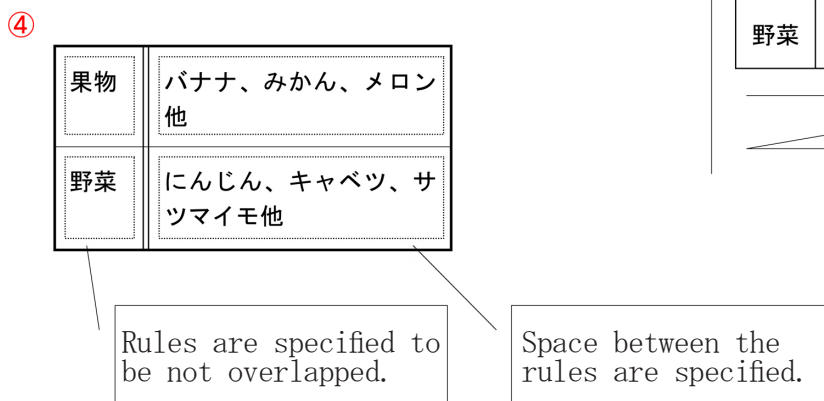 ④
果物
バナナ、みかん、メロン
他
野菜
にんじん、キャベツ、サ
ツマイモ他
野菜
Rules are specified to
be not overlapped.
Space between the
rules are specified.